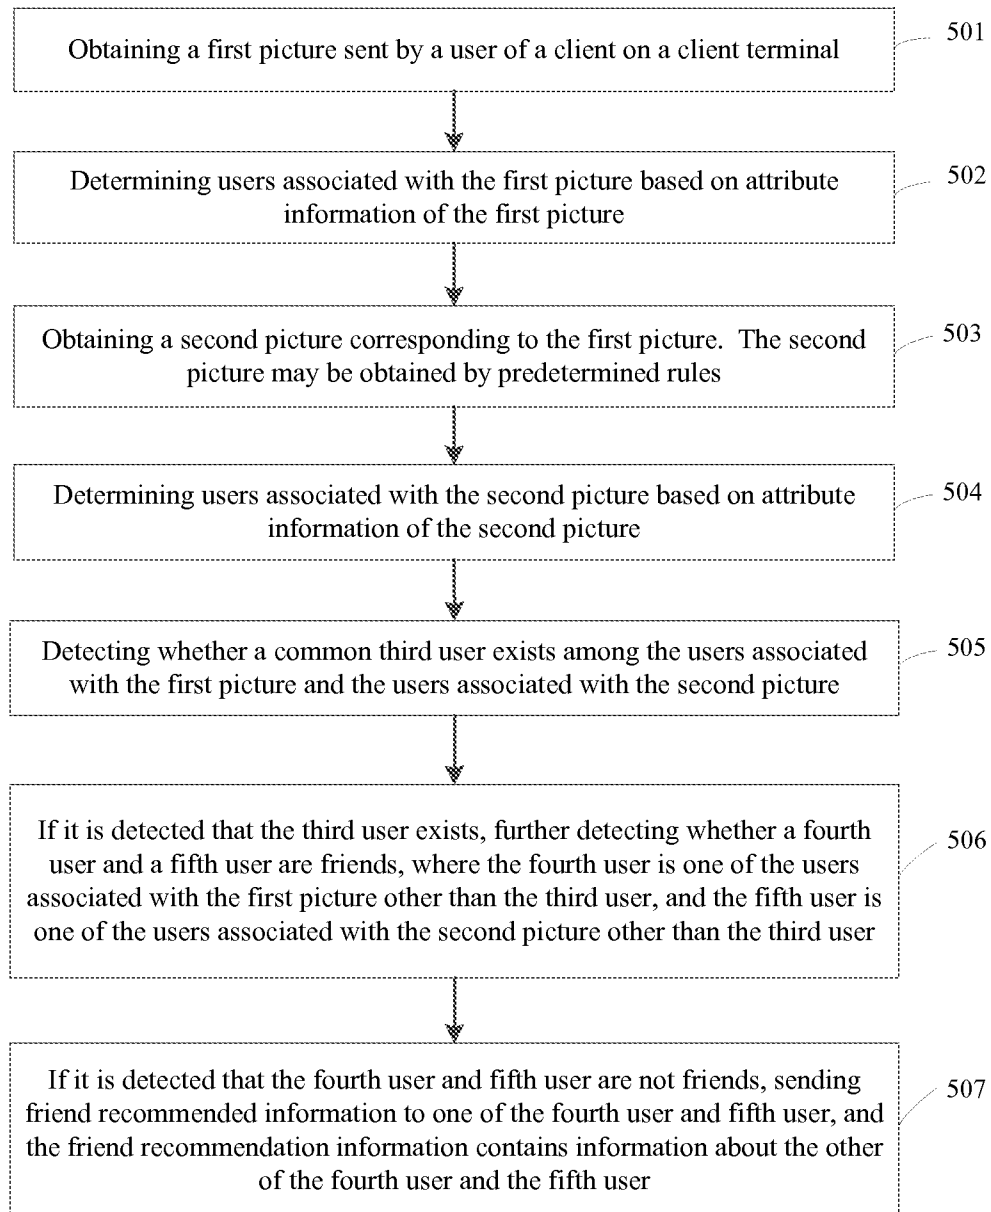 Obtaining a first picture sent by a user of a client on a client terminal
501
Determining users associated with the first picture based on attribute
information of the first picture
502
Obtaining a second picture corresponding to the first picture.  The second
picture may be obtained by predetermined rules
503
Determining users associated with the second picture based on attribute
information of the second picture
504
Detecting whether a common third user exists among the users associated
with the first picture and the users associated with the second picture
505
If it is detected that the third user exists, further detecting whether a fourth
user and a fifth user are friends, where the fourth user is one of the users
associated with the first picture other than the third user, and the fifth user is
one of the users associated with the second picture other than the third user
506
If it is detected that the fourth user and fifth user are not friends, sending
friend recommended information to one of the fourth user and fifth user, and
the friend recommendation information contains information about the other
of the fourth user and the fifth user
507